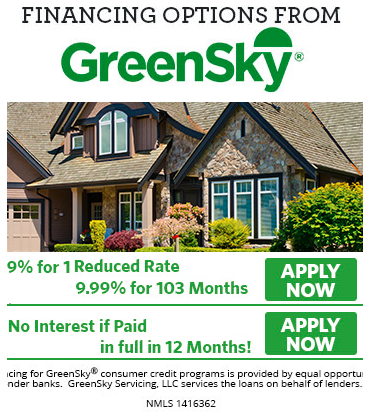 FINANCING OPTIONS FROM
GreenSky®
9% for 1 Reduced Rate
9.99% for 103 Months
APPLY
NOW
No Interest if Paid
in full in 12 Months!
APPLY
NOW
cing for GreenSky® consumer credit programs is provided by equal opportu
nder banks. GreenSky Servicing, LLC services the loans on behalf of lenders.
NMLS 1416362